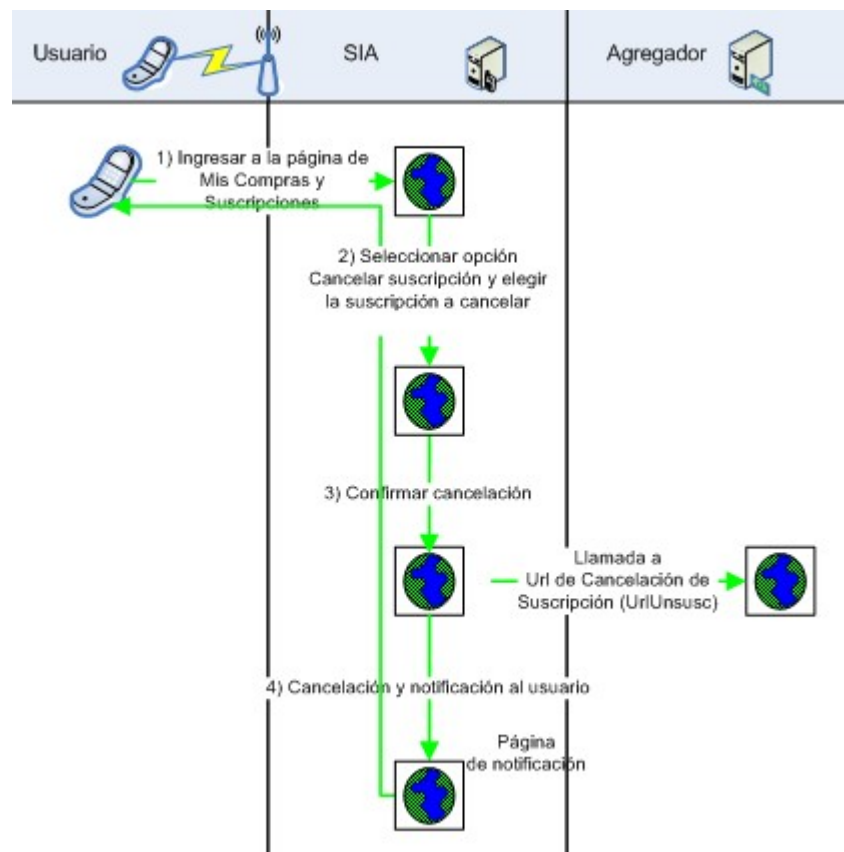 Usuario
SIA
Agregador
1) Ingresar a la página de
Mis Compras y
Suscripciones
2) Seleccionar opción
Cancelar suscripción y elegir
la suscripción a cancelar
3) Confirmar cancelación
Llamada a
Url de Cancelación de
Suscripción (UrlUnsusc)
4) Cancelación y notificación al usuario
Página
de notificación